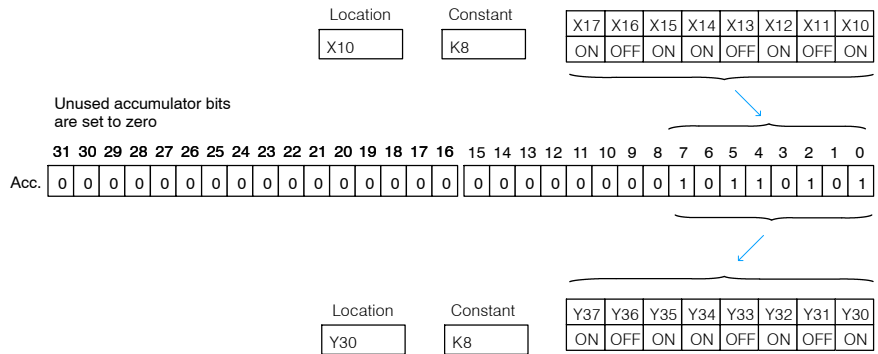 Location Constant
X10 K8
X17 X16 X15 X14 X13 X12 X11 X10
ON OFF ON ON OFF ON OFF ON
Unused accumulator bits
are set to zero
31 30 29 28 27 26 25 24 23 22 21 20 19 18 17 16 15 14 13 12 11 10 9 8 7 6 5 4 3 2 1 0
Acc. 0 0 0 0 0 0 0 0 0 0 0 0 0 0 0 0 0 0 0 0 0 0 0 0 1 0 1 1 0 1 0 1
Y37 Y36 Y35 Y34 Y33 Y32 Y31 Y30
ON OFF ON ON OFF ON OFF ON
Location Constant
Y30 K8